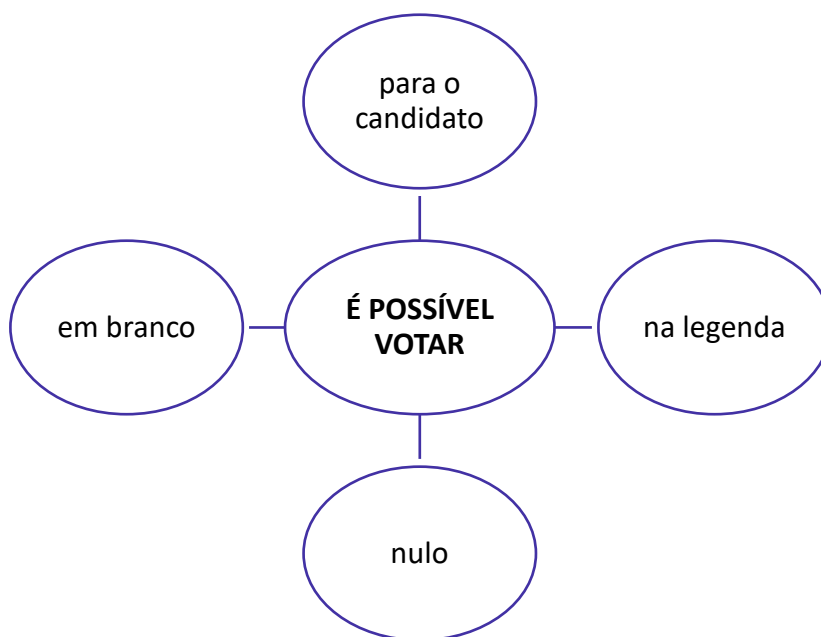 para o
candidato
em branco
É POSSÍVEL
VOTAR
na legenda
nulo